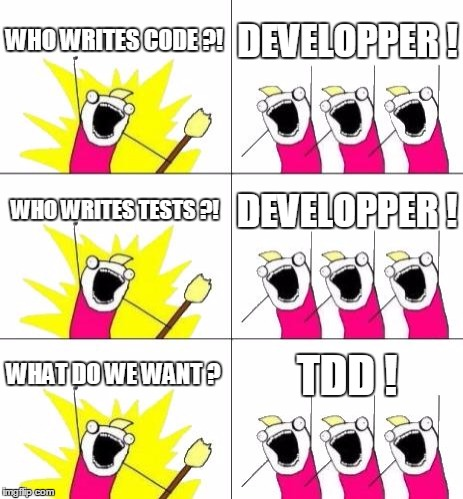 WHO WRITES CODE ?!
DEVELOPPER !
WHO WRITES TESTS ?!
DEVELOPPER !
WHAT DO WE WANT ?
TDD !
imgflip.com